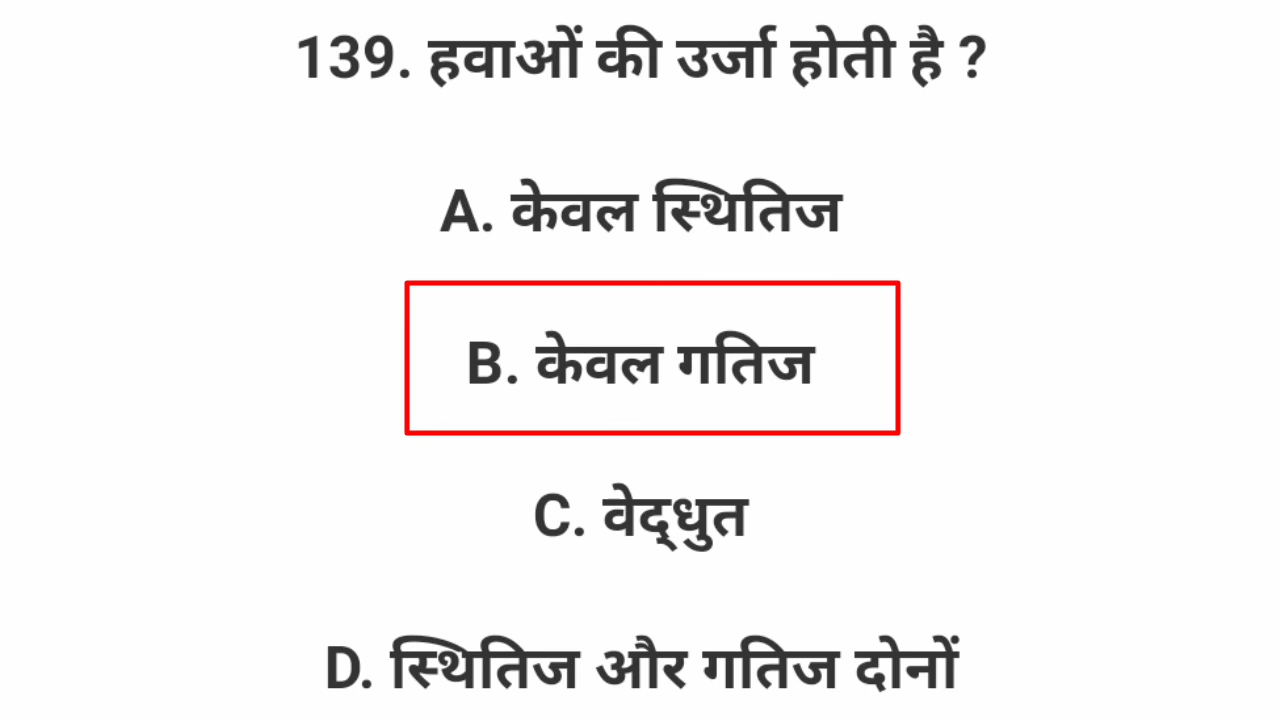 139. हवाओं की उर्जा होती है ?
A. केवल स्थितिज
B. केवल गतिज
C. वेद्धुत
D. स्थितिज और गतिज दोनों